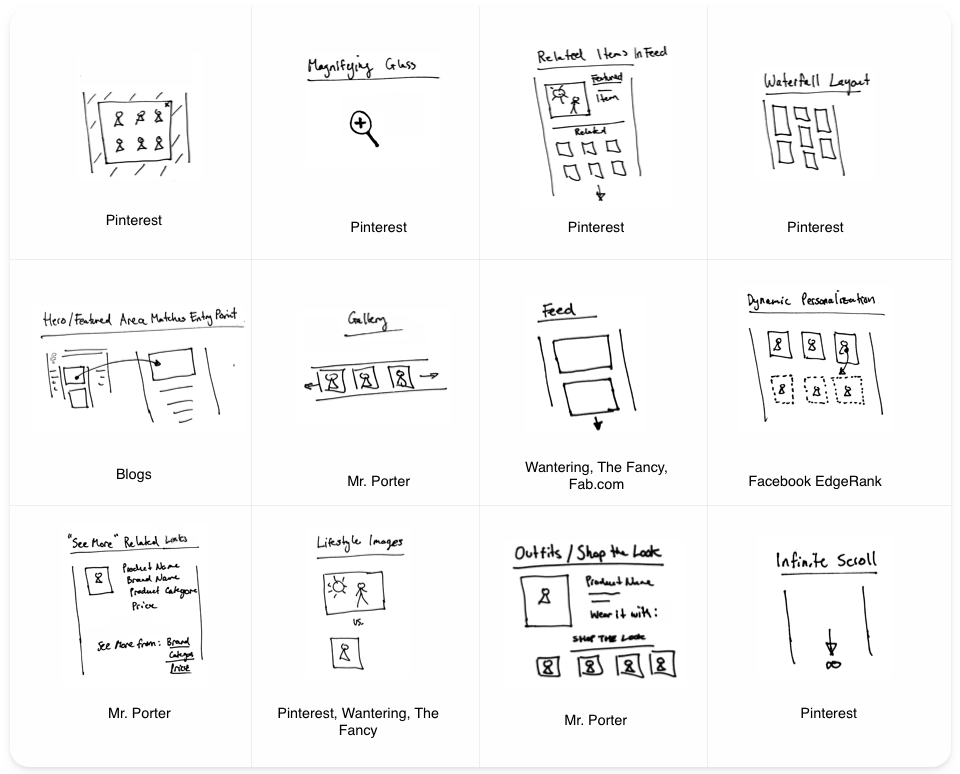 Pinterest
Magnifying Glass
Pinterest
Related Items In Feed
Featured
Item
Related
Pinterest
Waterfall Layout
Pinterest
Hero/Featured Area Matches Entry Point
Blogs
Gallery
Mr. Porter
Feed
Wantering, The Fancy,
Fab.com
Dynamic Personalization
Facebook EdgeRank
"See More" Related Links
Product Name
Brand Name
Product Category
Price
See More from: Brand
Category
Price
Mr. Porter
Lifestyle Images
vs.
Pinterest, Wantering, The
Fancy
Outfits / Shop the Look
Product Name
Wear it with:
SHOP THE LOOK
Mr. Porter
Infinite Scroll
∞
Pinterest